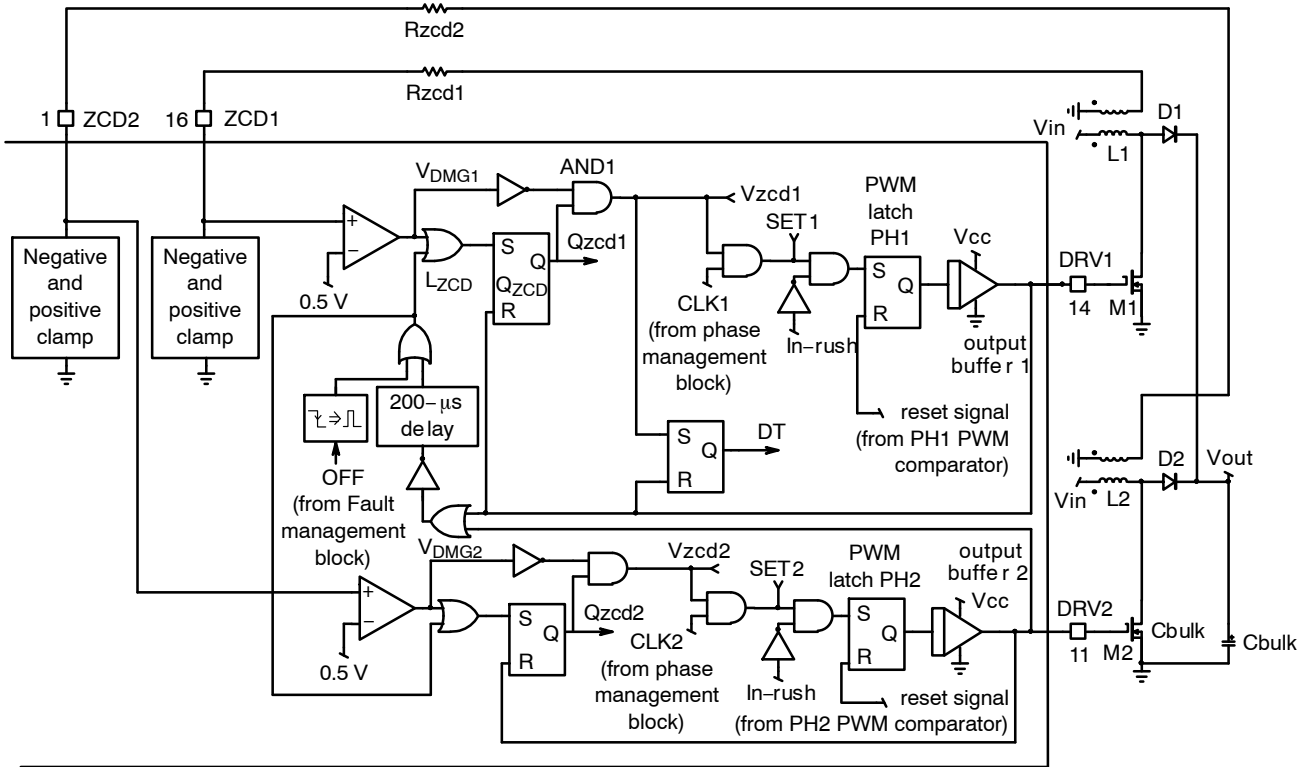 Rzcd2
Rzcd1
1 ZCD2
16 ZCD1
D1
Vin
L1
AND1
VDMG1
Vzcd1
PWM
latch
PH1
SET1
Vcc
Negative
and
positive
clamp
Negative
and
positive
clamp
+
−
0.5 V
LZCD
S
Q
QZCD
R
Qzcd1
CLK1
(from phase
management
block)
In−rush
S
Q
R
DRV1
14
M1
output
buffer 1
200−μs
delay
OFF
(from Fault
management
block)
S
Q
R
DT
reset signal
(from PH1 PWM
comparator)
D2
Vout
Vin
L2
VDMG2
Vzcd2
SET2
PWM
latch PH2
output
buffer 2
Vcc
+
−
0.5 V
S
Q
R
Qzcd2
CLK2
(from phase
management
block)
In−rush
S
Q
R
DRV2
11
M2
Cbulk
Cbulk
reset signal
(from PH2 PWM comparator)